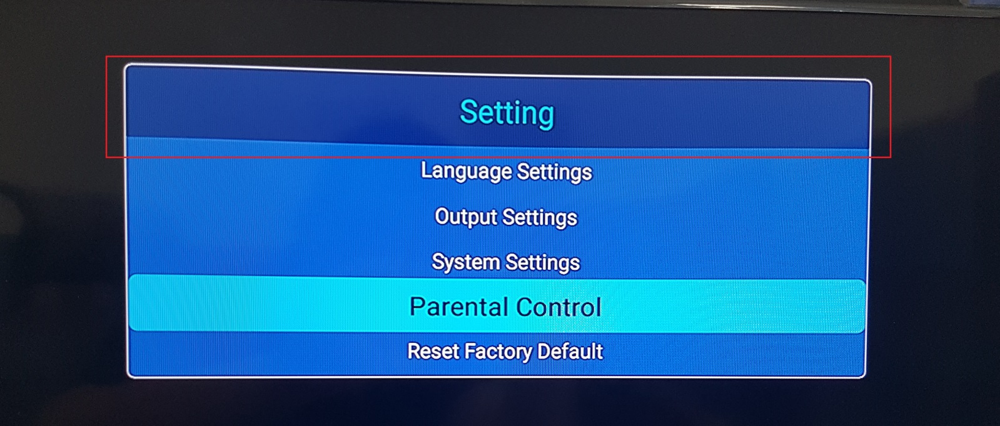 Setting
Language Settings
Output Settings
System Settings
Parental Control
Reset Factory Default